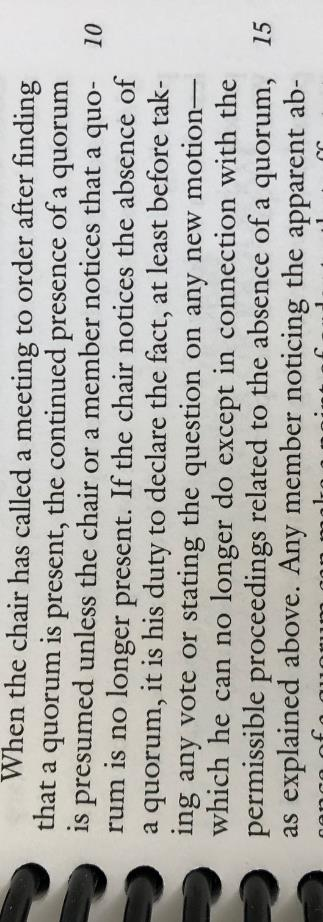 When the chair has called a meeting to order after finding
that a quorum is present, the continued presence of a quorum
is presumed unless the chair or a member notices that a quo- 10
rum is no longer present. If the chair notices the absence of
a quorum, it is his duty to declare the fact, at least before tak-
ing any vote or stating the question on any new motion—
which he can no longer do except in connection with the
permissible proceedings related to the absence of a quorum, 15
as explained above. Any member noticing the apparent ab-